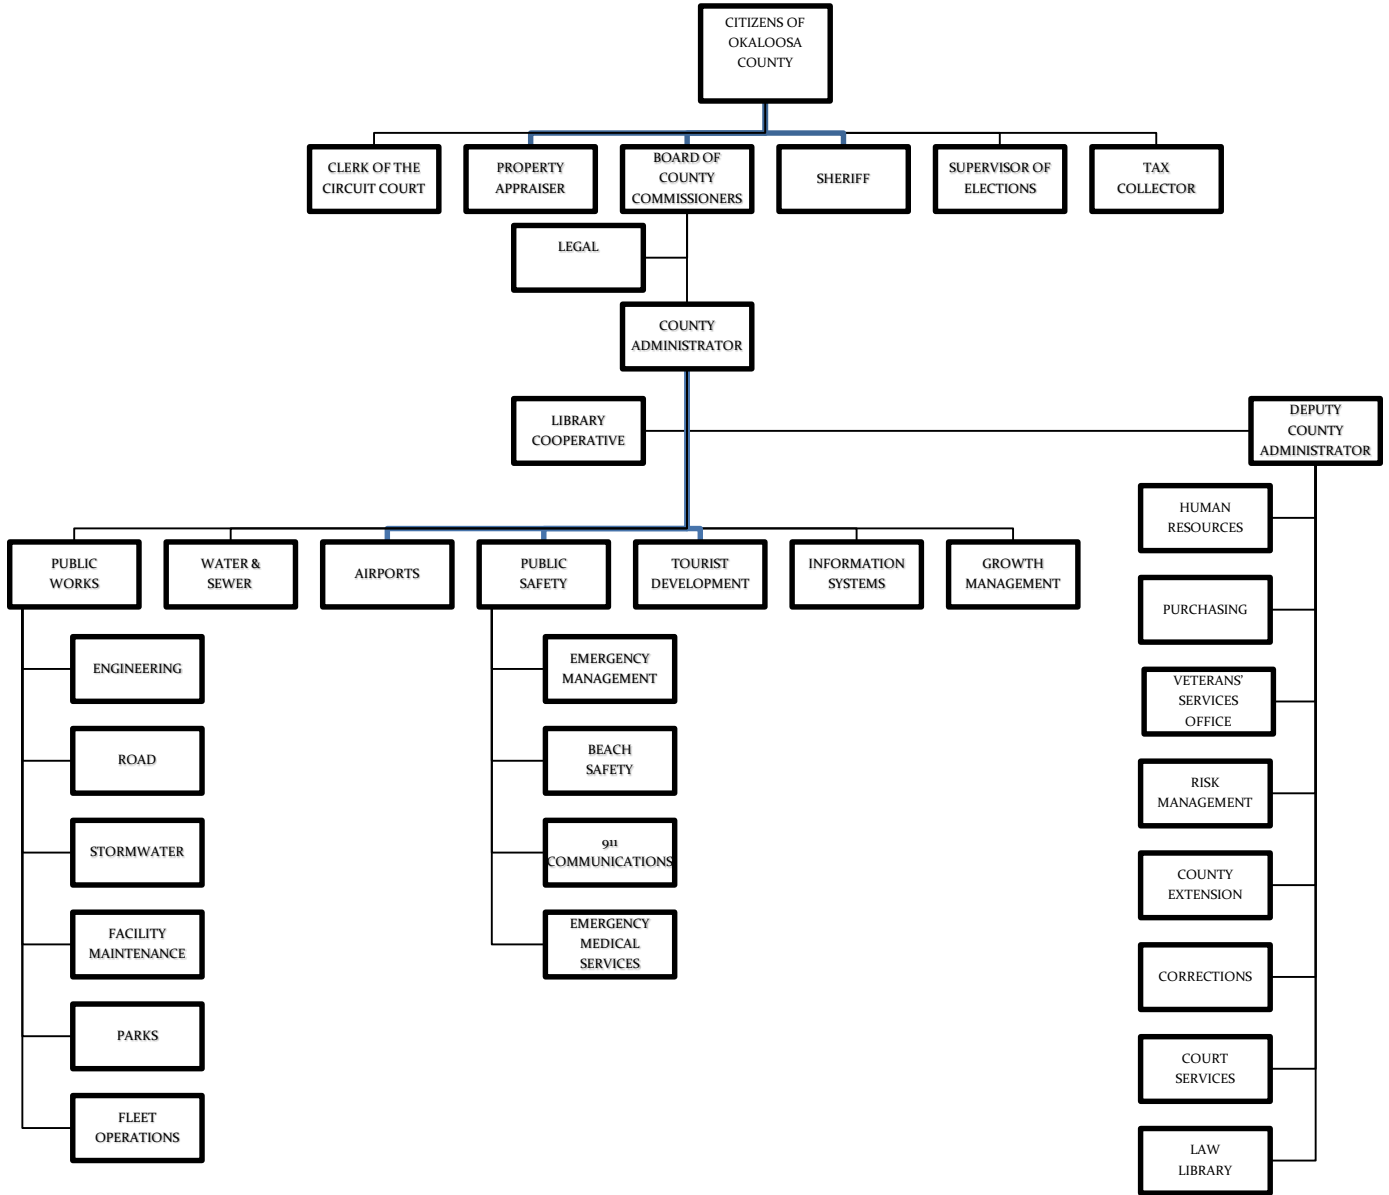 CITIZENS OF
OKALOOSA
COUNTY
CLERK OF THE
CIRCUIT COURT
PROPERTY
APPRAISER
BOARD OF
COUNTY
COMMISSIONERS
SHERIFF
SUPERVISOR OF
ELECTIONS
TAX
COLLECTOR
LEGAL
COUNTY
ADMINISTRATOR
LIBRARY
COOPERATIVE
DEPUTY
COUNTY
ADMINISTRATOR
PUBLIC
WORKS
WATER &
SEWER
AIRPORTS
PUBLIC
SAFETY
TOURIST
DEVELOPMENT
INFORMATION
SYSTEMS
GROWTH
MANAGEMENT
ENGINEERING
ROAD
STORMWATER
FACILITY
MAINTENANCE
PARKS
FLEET
OPERATIONS
EMERGENCY
MANAGEMENT
BEACH
SAFETY
911
COMMUNICATIONS
EMERGENCY
MEDICAL
SERVICES
HUMAN
RESOURCES
PURCHASING
VETERANS’
SERVICES
OFFICE
RISK
MANAGEMENT
COUNTY
EXTENSION
CORRECTIONS
COURT
SERVICES
LAW
LIBRARY